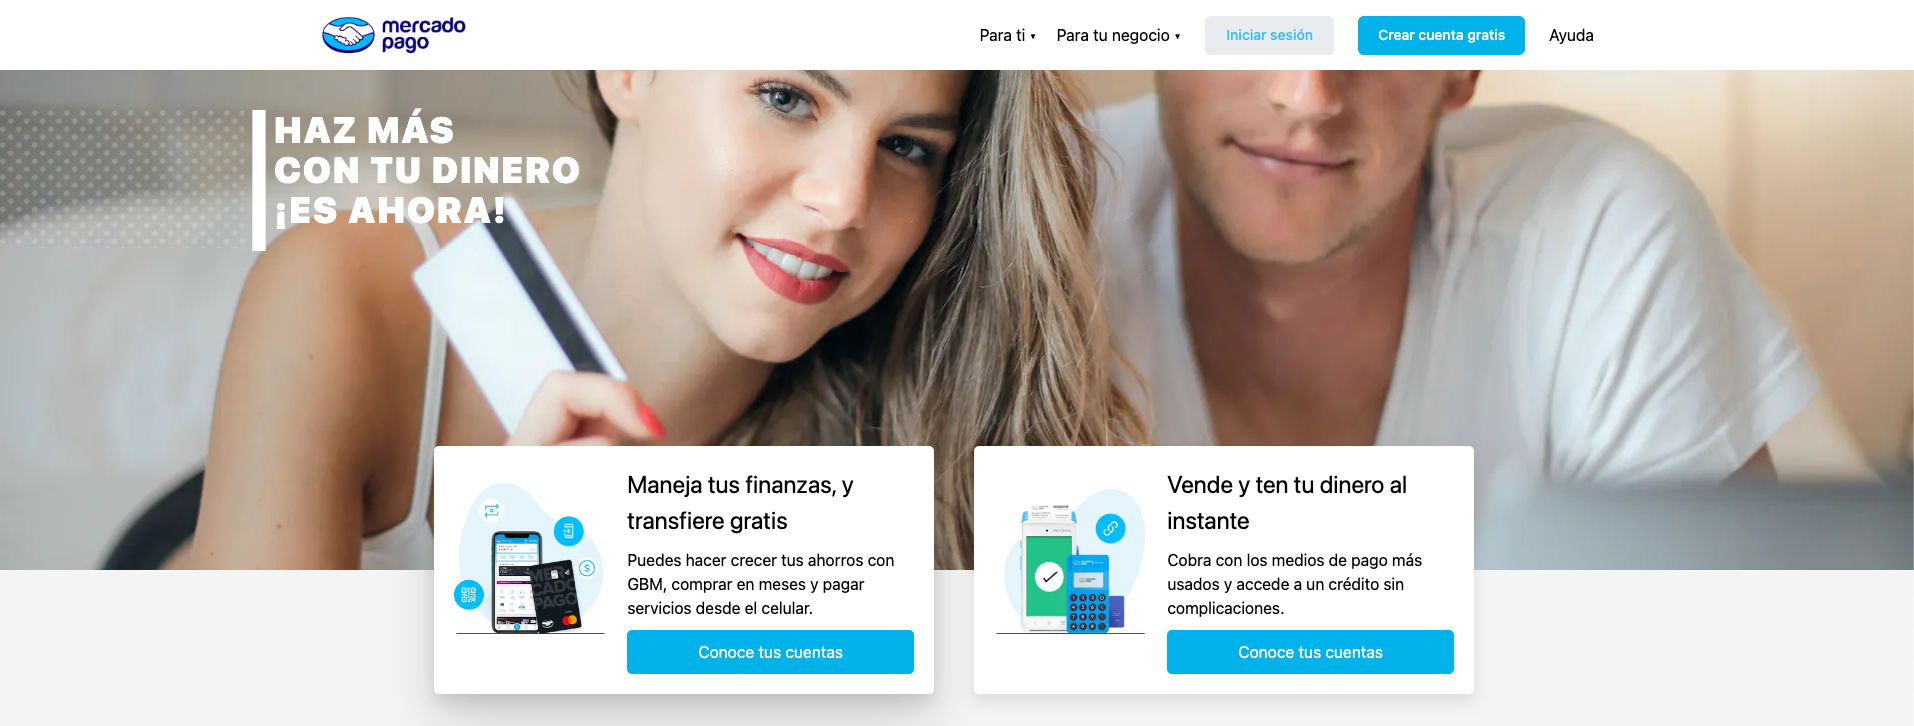 mercado
pago
Para ti ▾
Para tu negocio ▾
Iniciar sesión
Crear cuenta gratis
Ayuda
HAZ MÁS
CON TU DINERO
¡ES AHORA!
Maneja tus finanzas, y
transfiere gratis
Puedes hacer crecer tus ahorros con
GBM, comprar en meses y pagar
servicios desde el celular.
Conoce tus cuentas
MERCADO
PAGO
Vende y ten tu dinero al
instante
Cobra con los medios de pago más
usados y accede a un crédito sin
complicaciones.
Conoce tus cuentas